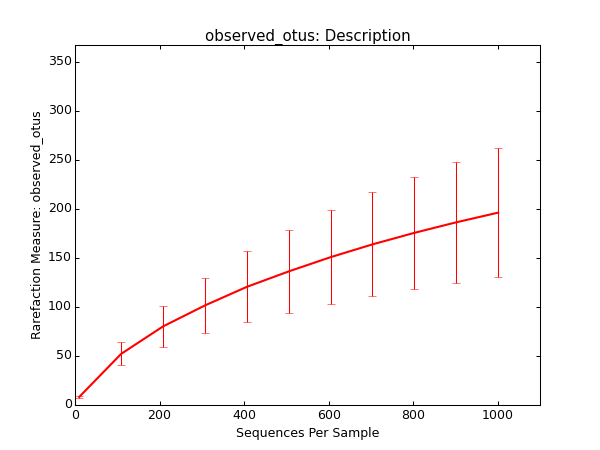 observed_otus: Description
350
300
250
200
150
100
50
0
Rarefaction Measure: observed_otus
0 200 400 600 800 1000
Sequences Per Sample